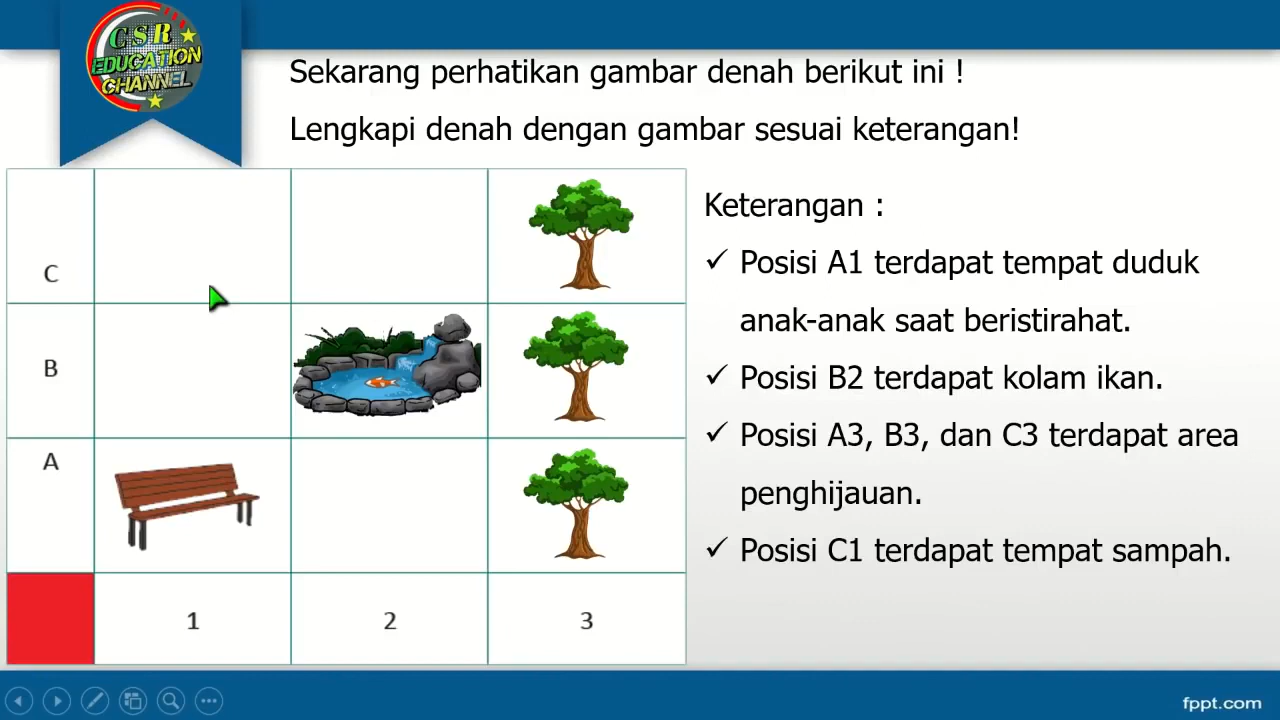 CSR
EDUCATION
CHANNEL
Sekarang perhatikan gambar denah berikut ini !
Lengkapi denah dengan gambar sesuai keterangan!
C
B
A
1 2 3
Keterangan :
✓ Posisi A1 terdapat tempat duduk
anak-anak saat beristirahat.
✓ Posisi B2 terdapat kolam ikan.
✓ Posisi A3, B3, dan C3 terdapat area
penghijauan.
✓ Posisi C1 terdapat tempat sampah.
fppt.com